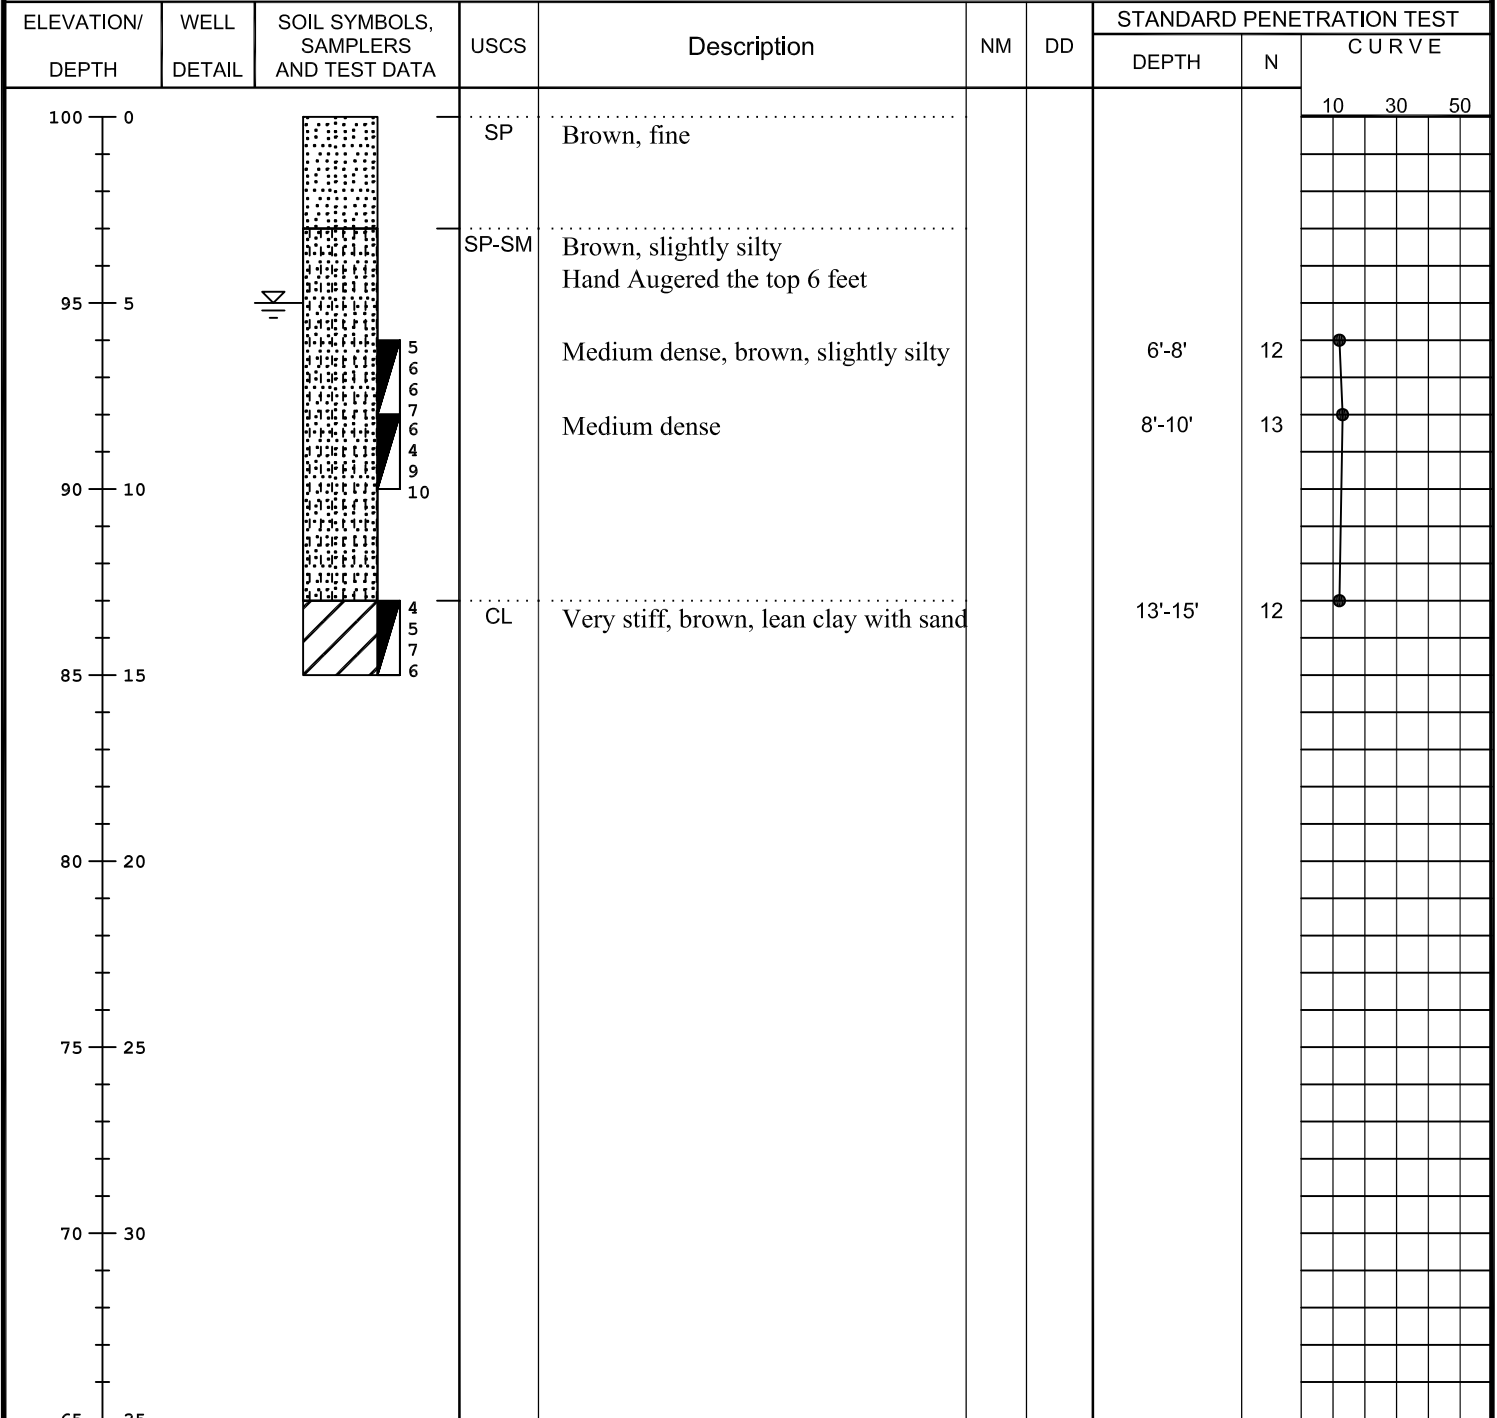 ELEVATION/
DEPTH
WELL
DETAIL
SOIL SYMBOLS,
SAMPLERS
AND TEST DATA
USCS
Description
NM
DD
STANDARD PENETRATION TEST
DEPTH
N
CURVE
10 30 50
100 0
SP Brown, fine
SP-SM Brown, slightly silty
Hand Augered the top 6 feet
95 5
5 Medium dense, brown, slightly silty 6'-8' 12
6
6
7
6 Medium dense 8'-10' 13
4
9
90 10
10
4 CL Very stiff, brown, lean clay with sand 13'-15' 12
5
7
6
85 15
80 20
75 25
70 30